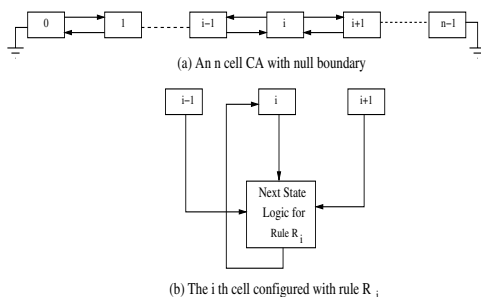 0 1 i-1 i i+1 n-1
(a) An n cell CA with null boundary
i-1 i i+1
Next State
Logic for
Rule R i
(b) The i th cell configured with rule R i